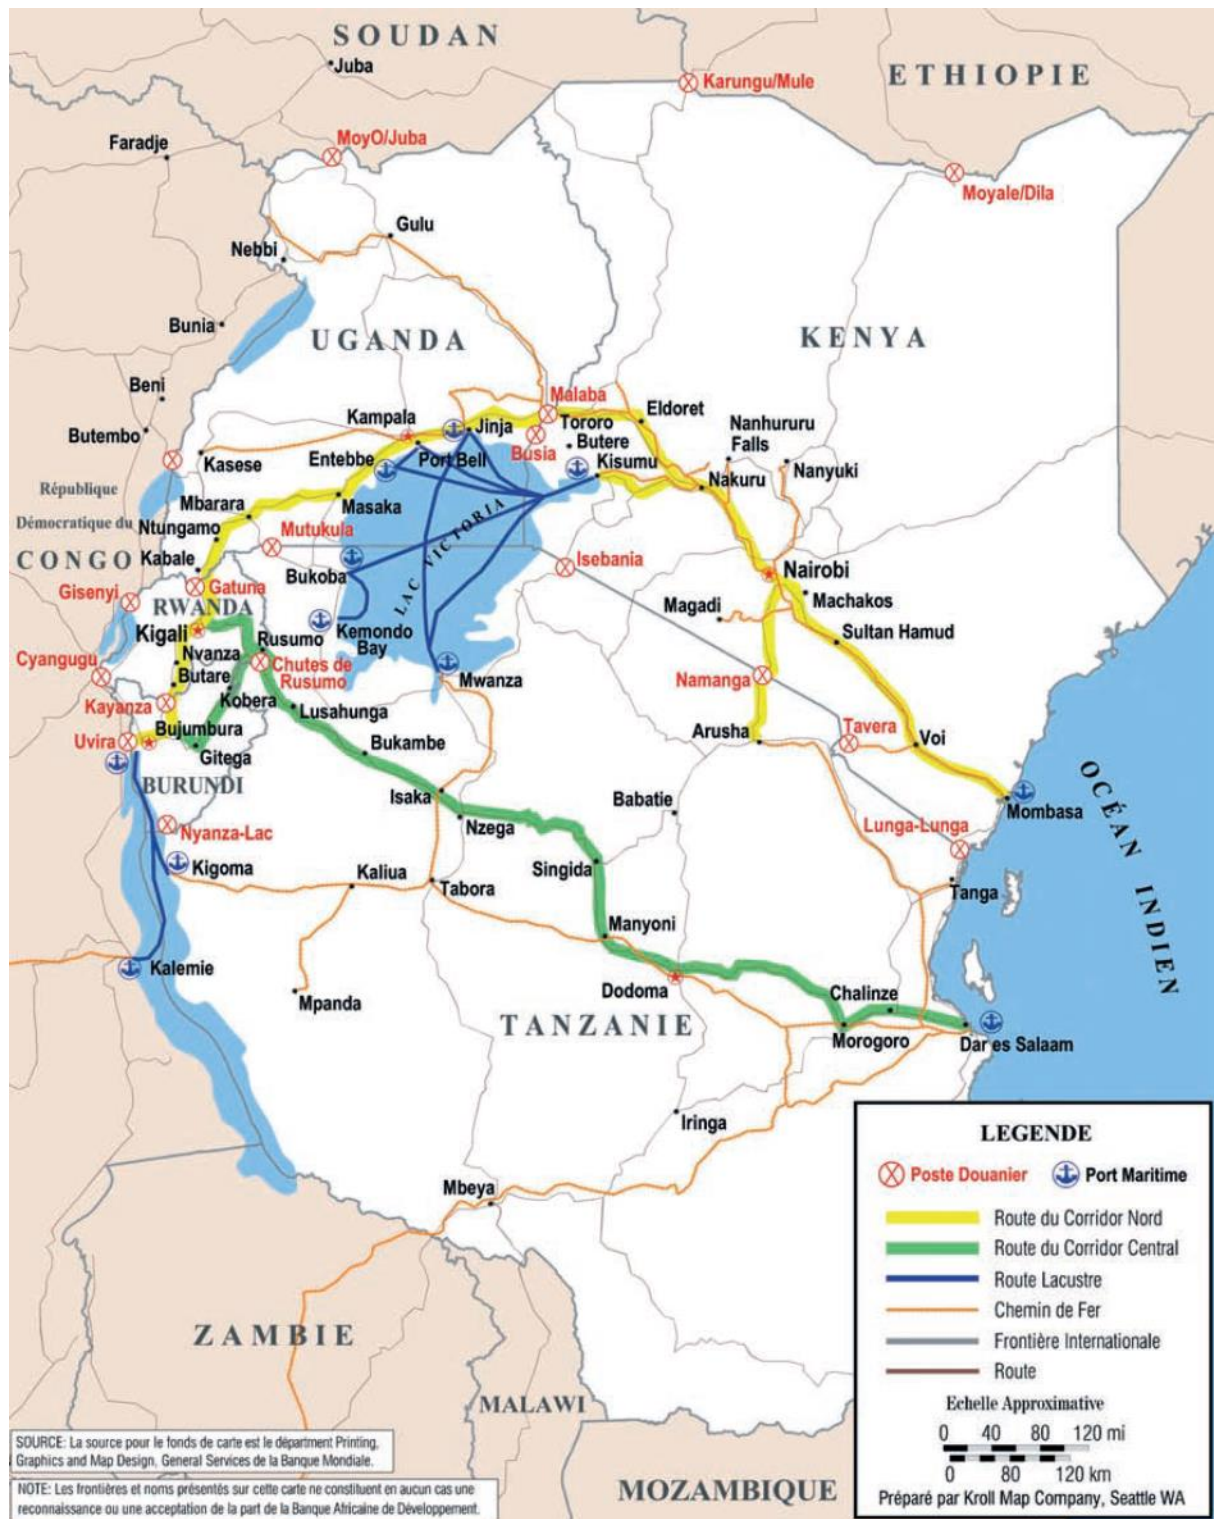 SOUDAN
Juba
ETHIOPIE
Karungu/Mule
Faradje
MoyO/Juba
Moyale/Dila
Gulu
Nebbi
Bunia
UGANDA
KENYA
Beni
Malaba
Eldoret
Kampala
Tororo
Nanhururu
Falls
Butembo
Jinja
Butere
Busia
Entebbe
Port Bell
Kisumu
Kasese
Nanyuki
Nakuru
République
Démocratique du
CONGO
Mbarara
Masaka
Ntungamo
Mutukula
LAC VICTORIA
Kabale
Bukoba
Isebania
Nairobi
Gisenyi
Gatuna
RWANDA
Machakos
Magadi
Kigali
Kemondo
Bay
Sultan Hamud
Rusumo
Nvanza
Cyangugu
Chutes de
Rusumo
Butare
Mwanza
Namanga
Kobera
Kayanza
Lusahunga
Bujumbura
Arusha
Tavera
Voi
Uvira
Gitega
Bukambe
BURUNDI
Isaka
Babatie
Mombasa
OCÉAN INDIEN
Nyanza-Lac
Nzega
Lunga-Lunga
Kigoma
Kaliua
Singida
Tabora
Tanga
Manyoni
Kalemie
Dodoma
Chalinze
Mpanda
TANZANIE
Morogoro
Dar es Salaam
Iringa
Mbeya
ZAMBIE
MALAWI
MOZAMBIQUE
LEGENDE
Poste Douanier
Port Maritime
Route du Corridor Nord
Route du Corridor Central
Route Lacustre
Chemin de Fer
Frontière Internationale
Route
Echelle Approximative
0 40 80 120 mi
0 80 120 km
Préparé par Kroll Map Company, Seattle WA
SOURCE: La source pour le fonds de carte est le départment Printing,
Graphics and Map Design, General Services de la Banque Mondiale.
NOTE: Les frontières et noms présentés sur cette carte ne constituent en aucun cas une
reconnaissance ou une acceptation de la part de la Banque Africaine de Développement.